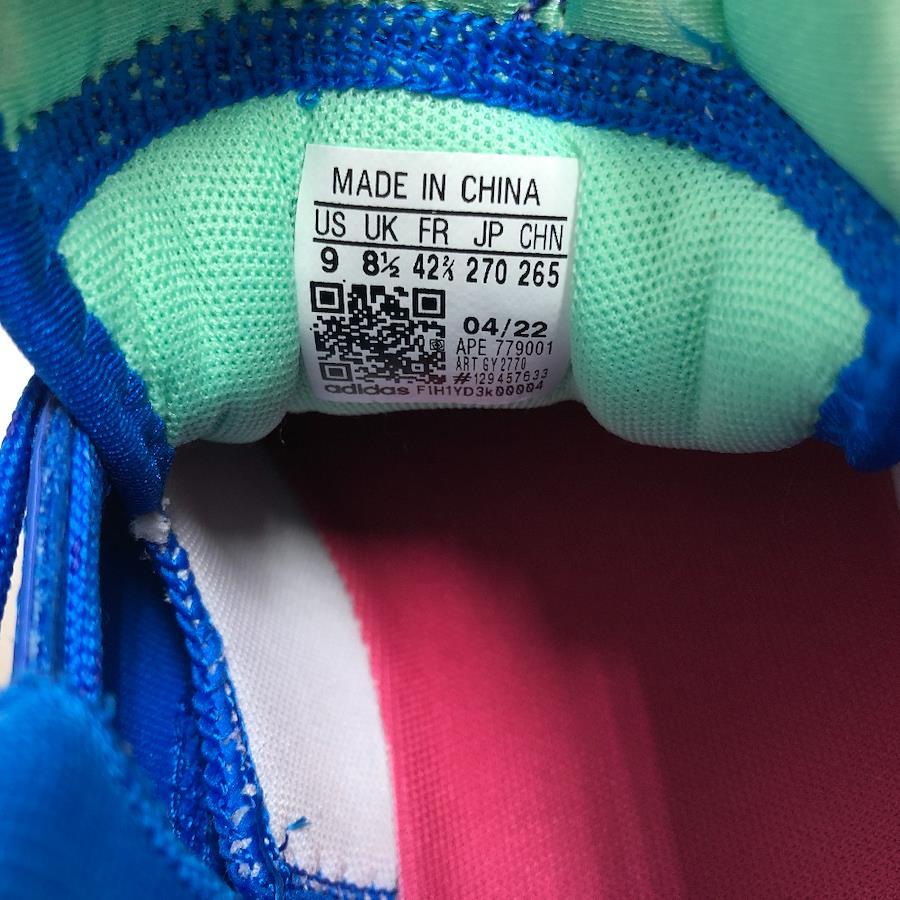 MADE IN CHINA
US UK FR JP CHN
9 8½ 42⅔ 270 265
04/22
APE 779001
ART GY2770
#129457633
adidas F1H1YD3k00004